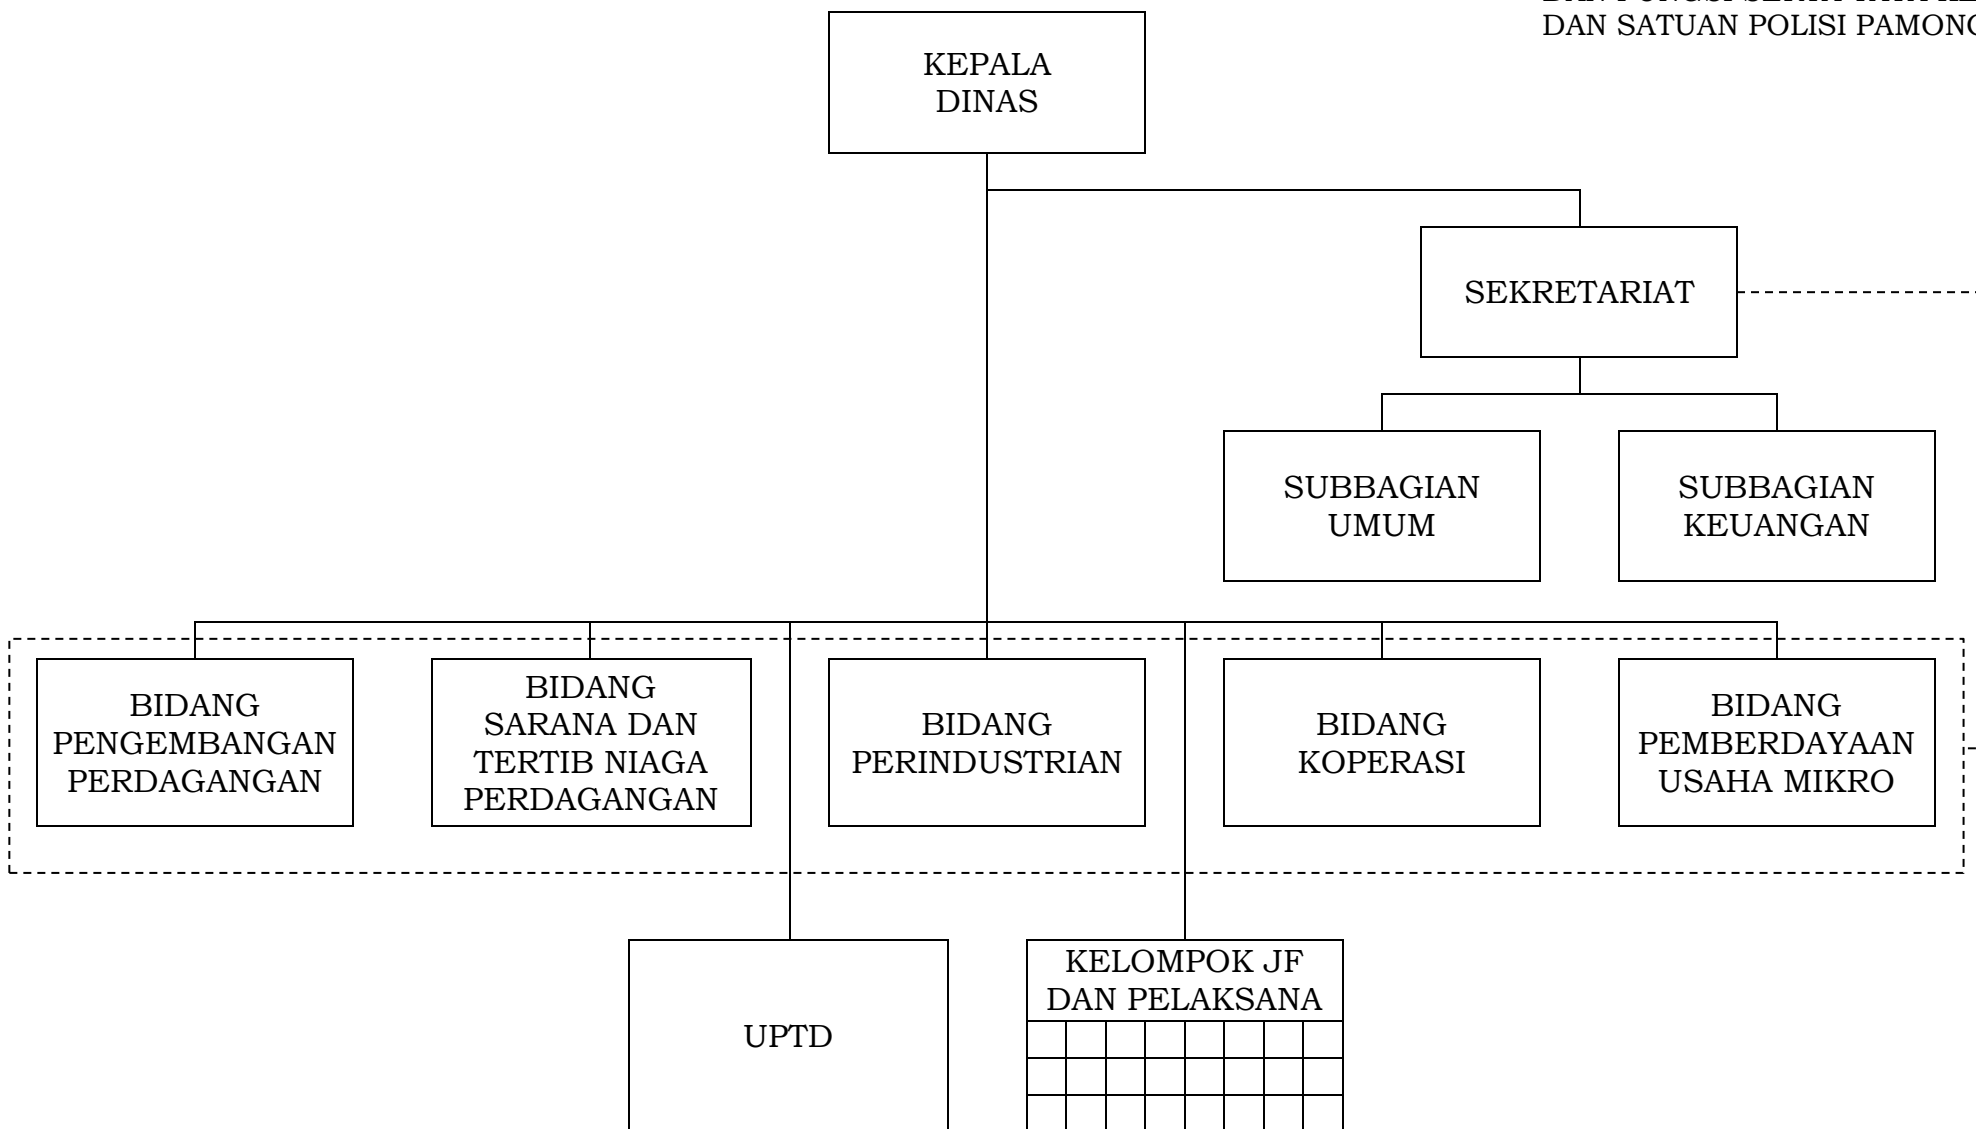 DAN SATUAN POLISI
KEPALA
DINAS
SEKRETARIAT
SUBBAGIAN
UMUM
SUBBAGIAN
KEUANGAN
BIDANG
PENGEMBANGAN
PERDAGANGAN
BIDANG
SARANA DAN
TERTIB NIAGA
PERDAGANGAN
BIDANG
PERINDUSTRIAN
BIDANG
KOPERASI
BIDANG
PEMBERDAYAAN
USAHA MIKRO
UPTD
KELOMPOK JF
DAN PELAKSANA